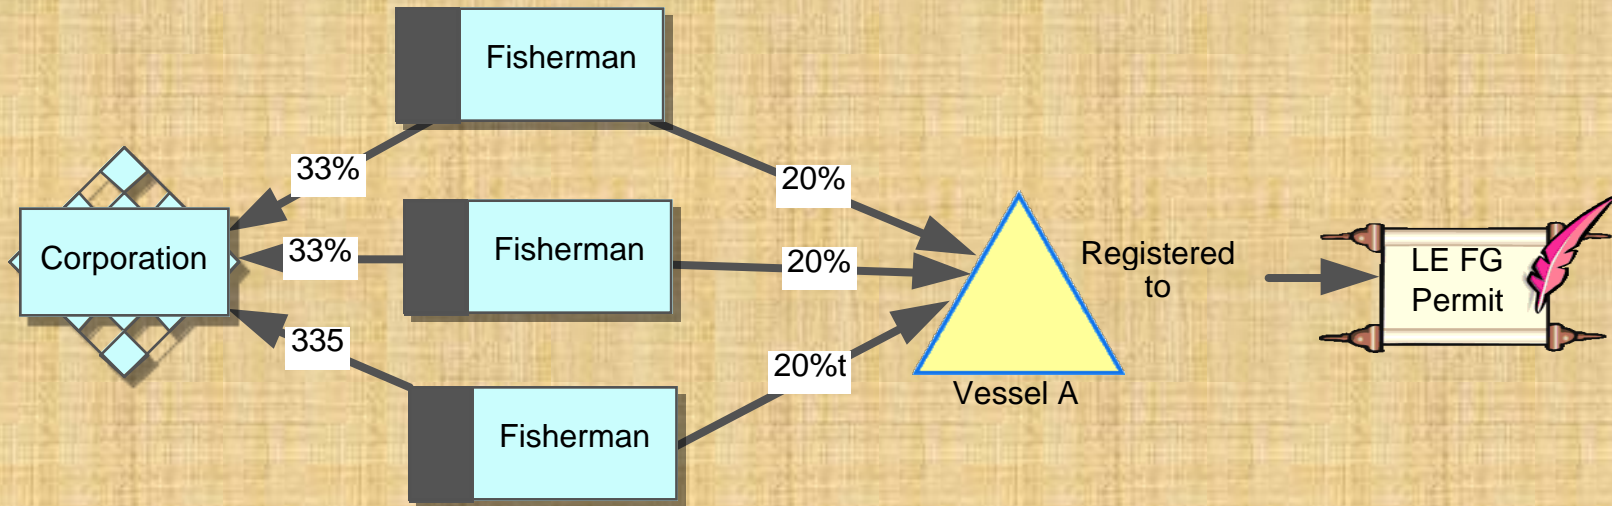 Fisherman
33%
20%
Corporation
33%
Fisherman
20%
Registered
to
LE FG
Permit
335
20%t
Vessel A
Fisherman